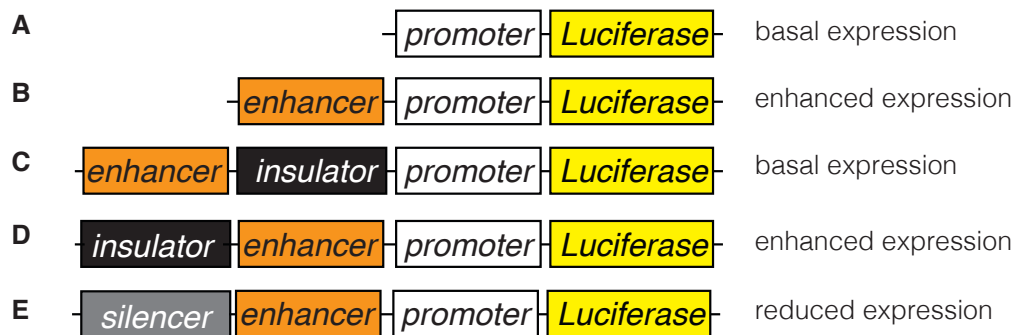 A promoter Luciferase basal expression
B enhancer promoter Luciferase enhanced expression
C enhancer insulator promoter Luciferase basal expression
D insulator enhancer promoter Luciferase enhanced expression
E silencer enhancer promoter Luciferase reduced expression